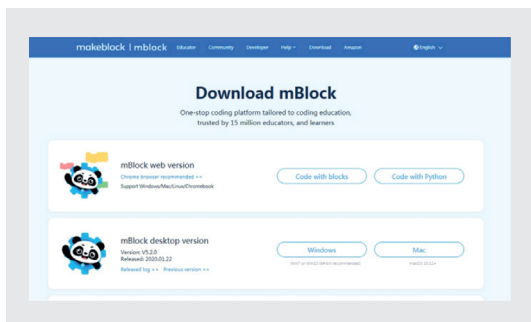 makeblock | mblock Educator Community Developer Help Download Amazon English
Download mBlock
One-stop coding platform tailored to coding education,
trusted by 15 million educators, and learners
mBlock web version
Chrome browser recommended >>
Support Windows/Mac/Linux/Chromebook
Code with blocks Code with Python
mBlock desktop version
Version: V5.2.0
Released: 2020.01.22
Released log >> Previous version >>
Windows Mac